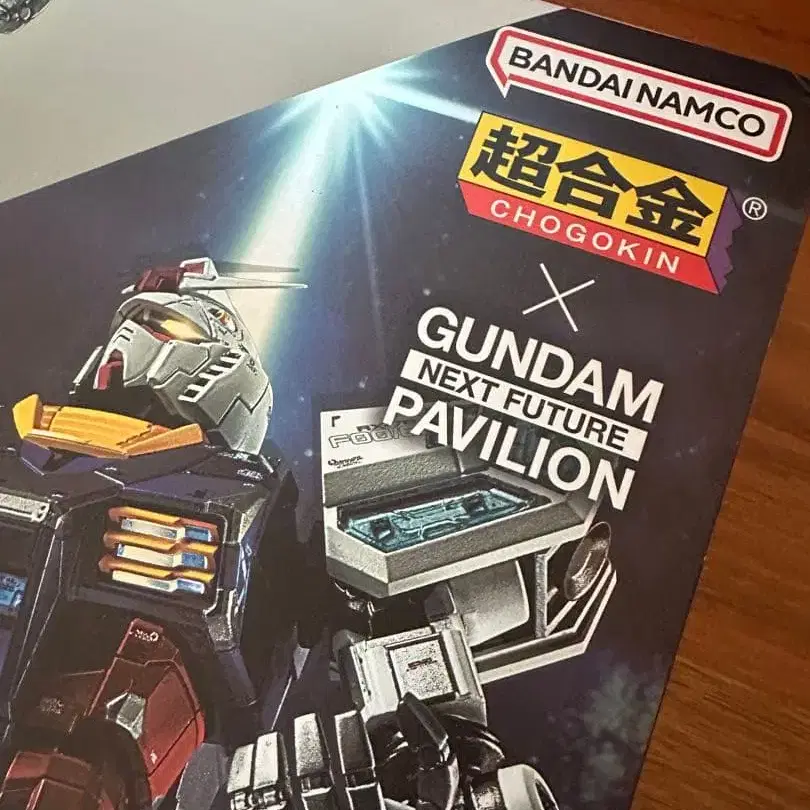 BANDAI NAMCO
超合金
CHOGOKIN
®
×
GUNDAM
NEXT FUTURE
PAVILION